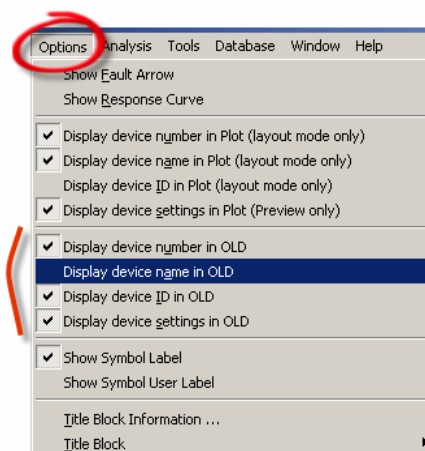 Options Analysis Tools Database Window Help
Show Fault Arrow
Show Response Curve
Display device number in Plot (layout mode only)
Display device name in Plot (layout mode only)
Display device ID in Plot (layout mode only)
Display device settings in Plot (Preview only)
Display device number in OLD
Display device name in OLD
Display device ID in OLD
Display device settings in OLD
Show Symbol Label
Show Symbol User Label
Title Block Information ...
Title Block